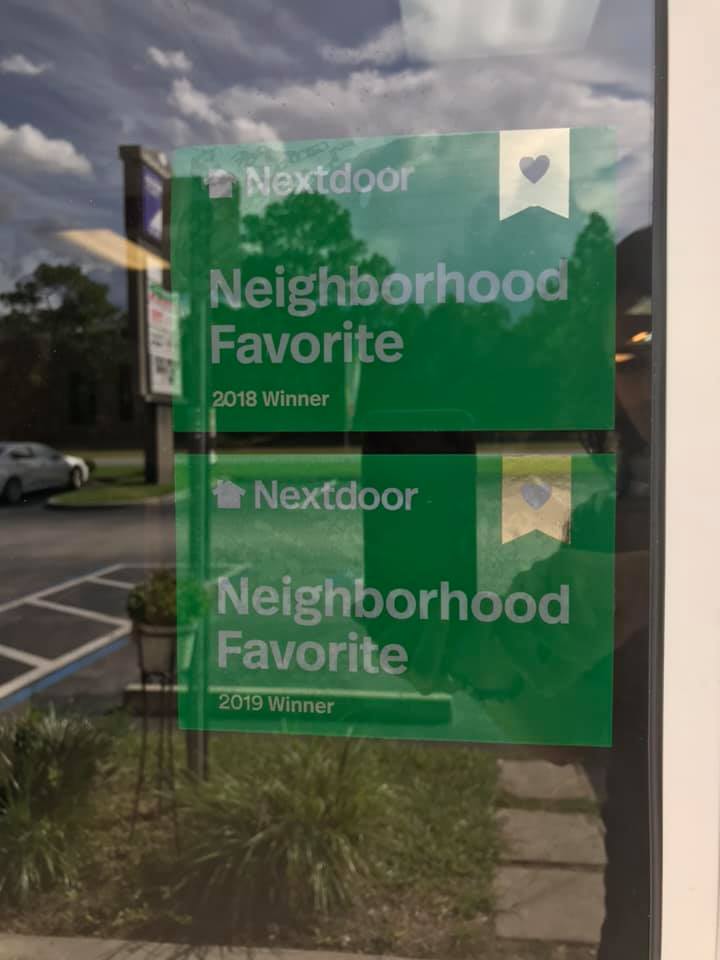 Nextdoor
Neighborhood
Favorite
2018 Winner
Nextdoor
Neighborhood
Favorite
2019 Winner